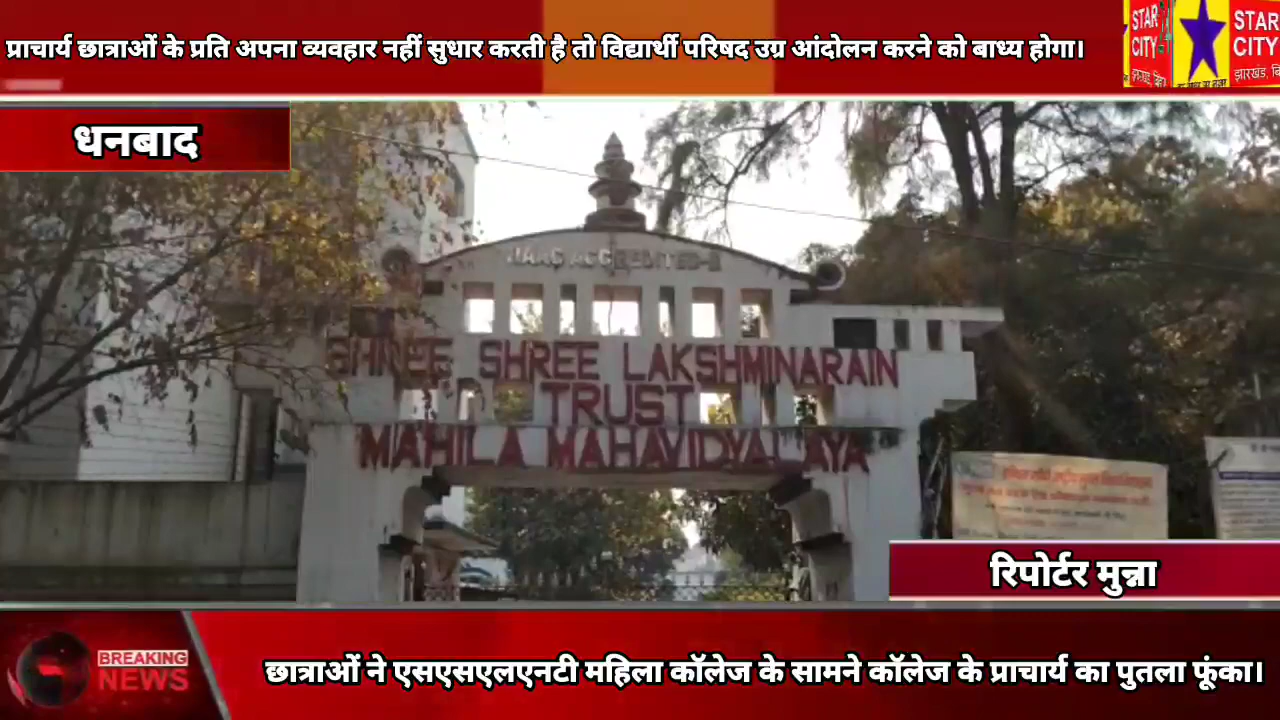 प्राचार्य छात्राओं के प्रति अपना व्यवहार नहीं सुधार करती है तो विद्यार्थी परिषद उग्र आंदोलन करने को बाध्य होगा।
STAR
CITY
STAR
CITY
झारखंड, बि
धनबाद
NAAC ACCREDITED-B
SHREE SHREE LAKSHMINARAIN
TRUST
MAHILA MAHAVIDYALAYA
रिपोर्टर मुन्ना
BREAKING
NEWS
छात्राओं ने एसएसएलएनटी महिला कॉलेज के सामने कॉलेज के प्राचार्य का पुतला फूंका।